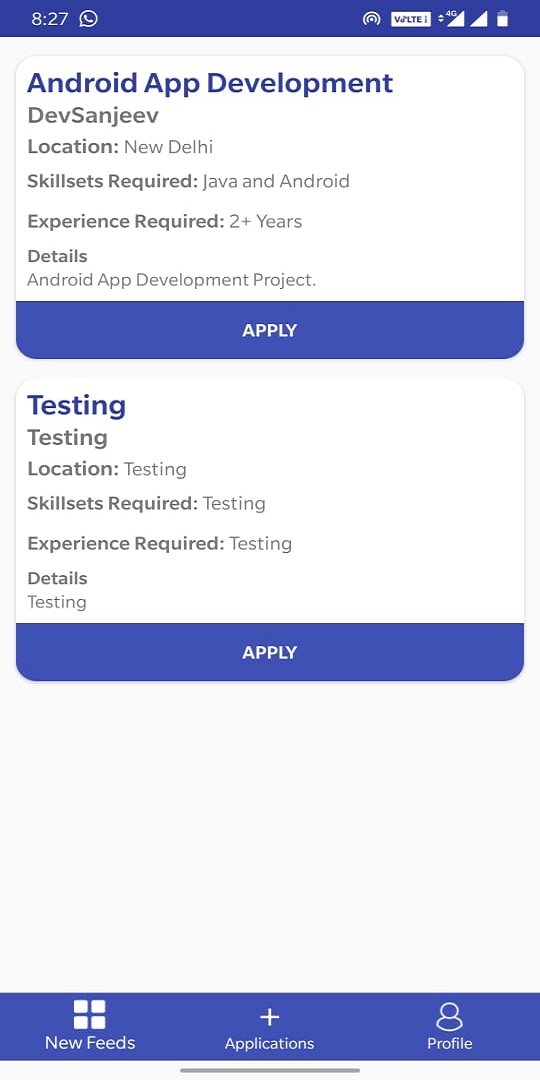 8:27
VoLTE 4G
Android App Development
DevSanjeev
Location: New Delhi
Skillsets Required: Java and Android
Experience Required: 2+ Years
Details
Android App Development Project.
APPLY
Testing
Testing
Location: Testing
Skillsets Required: Testing
Experience Required: Testing
Details
Testing
APPLY
New Feeds
Applications
Profile